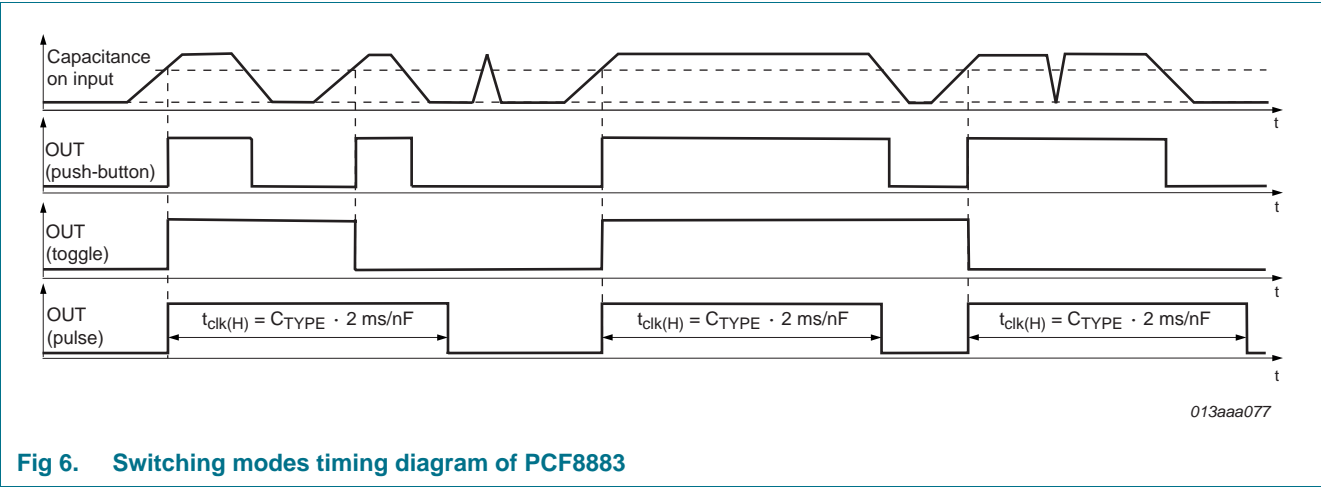 Capacitance
on input
t
OUT
(push-button)
t
OUT
(toggle)
t
OUT
(pulse)
tclk(H) = CTYPE · 2 ms/nF
tclk(H) = CTYPE · 2 ms/nF
tclk(H) = CTYPE · 2 ms/nF
t
013aaa077
Fig 6. Switching modes timing diagram of PCF8883